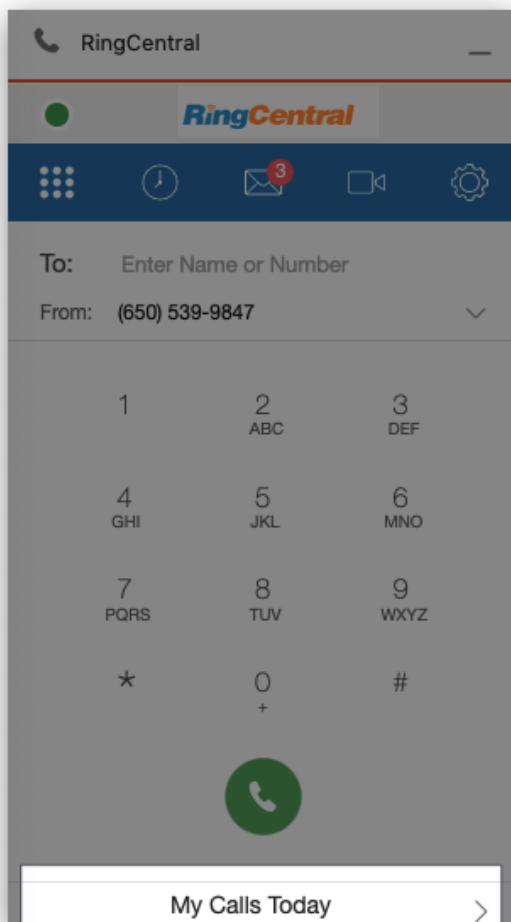 RingCentral
RingCentral
3
To: Enter Name or Number
From: (650) 539-9847
1 2 3
ABC DEF
4 5 6
GHI JKL MNO
7 8 9
PQRS TUV WXYZ
* 0 #
+
My Calls Today